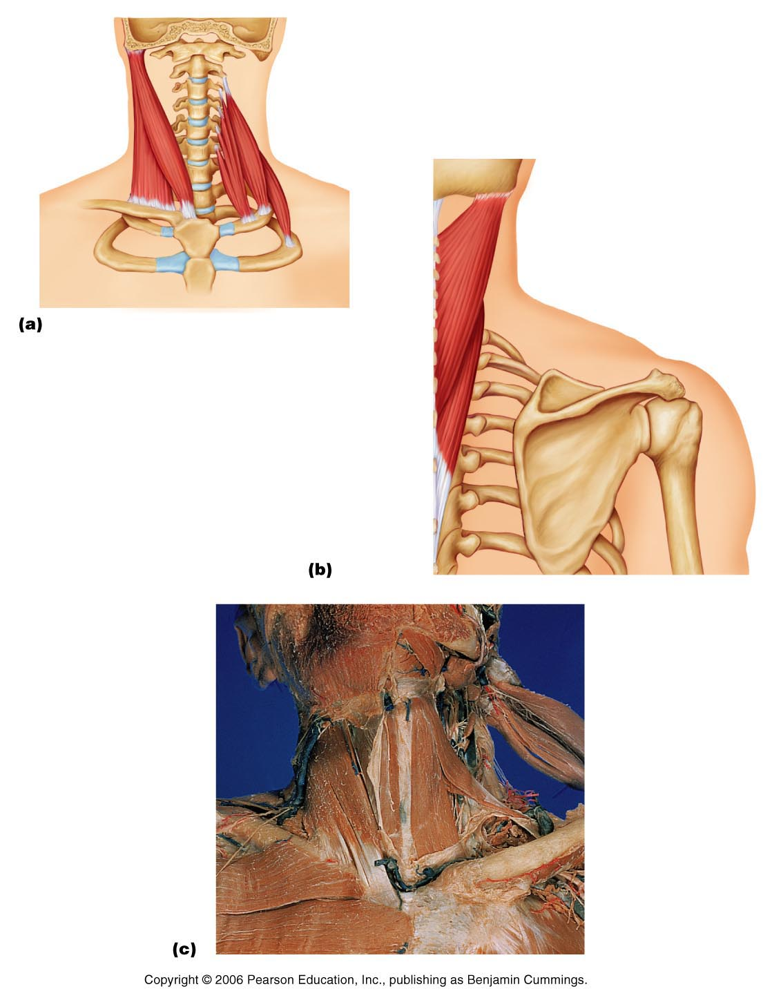 (a)
(b)
(c)
Copyright © 2006 Pearson Education, Inc., publishing as Benjamin Cummings.